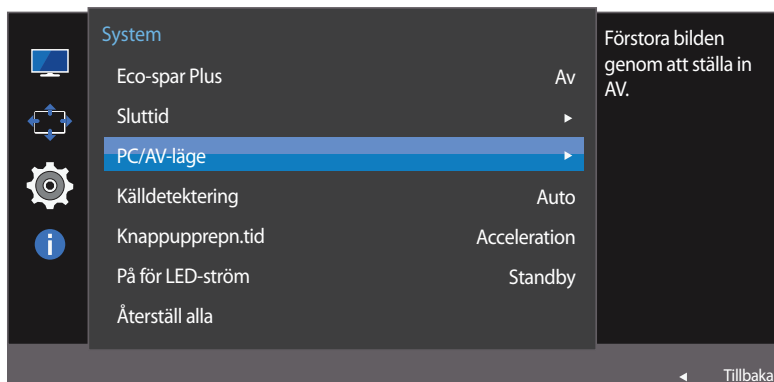 System
Eco-spar Plus Av
Sluttid
PC/AV-läge
Källdetektering Auto
Knappupprepn.tid Acceleration
På för LED-ström Standby
Återställ alla
Förstora bilden
genom att ställa in
AV.
Tillbaka